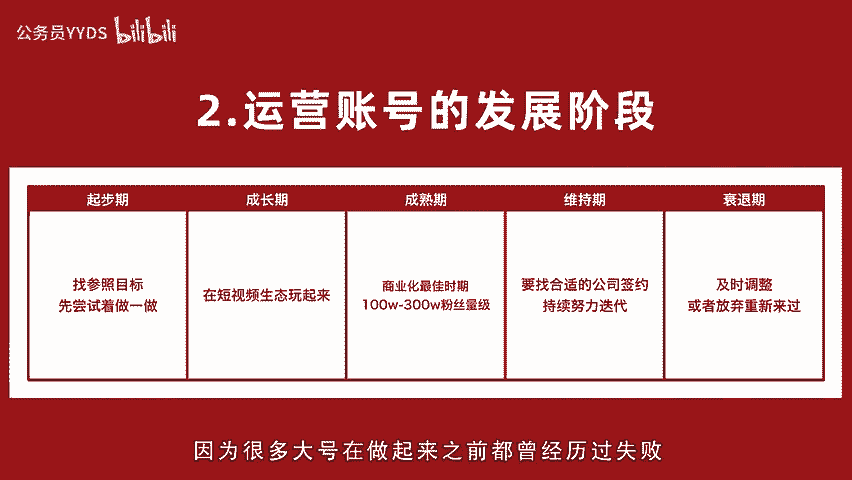 公务员YYDS bilibili
2.运营账号的发展阶段
起步期 成长期 成熟期 维持期 衰退期
找参照目标
先尝试着做一做
在短视频生态玩起来
商业化最佳时期
100w-300w粉丝量级
要找合适的公司签约
持续努力迭代
及时调整
或者放弃重新来过
因为很多大号在做起来之前都曾经历过失败